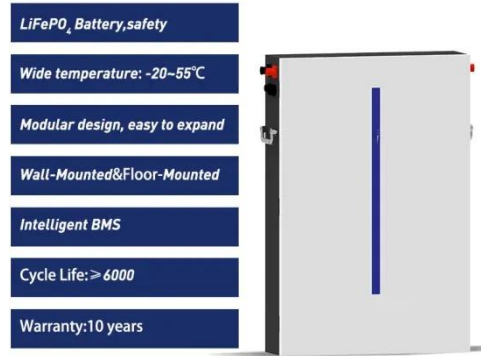 LiFePO₄ Battery,safety
Wide temperature: -20~55℃
Modular design, easy to expand
Wall-Mounted&Floor-Mounted
Intelligent BMS
Cycle Life:≥6000
Warranty:10 years